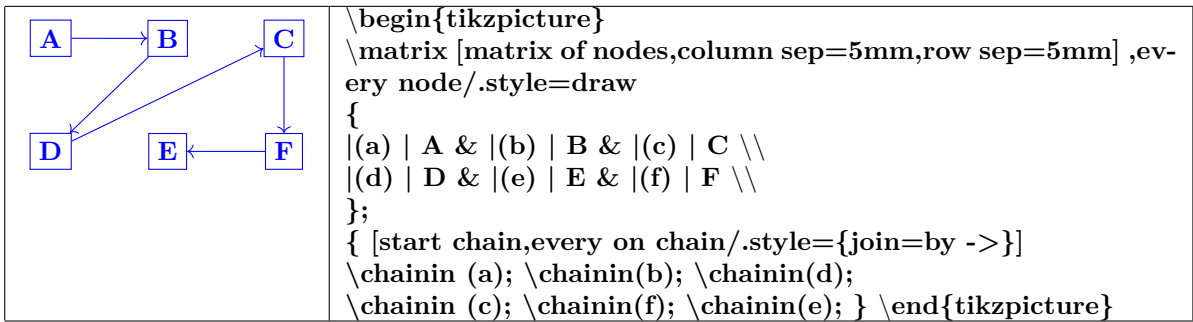 A B C
D E F
\begin{tikzpicture}
\matrix [matrix of nodes,column sep=5mm,row sep=5mm] ,ev-
ery node/.style=draw
{
|(a) | A & |(b) | B & |(c) | C \\
|(d) | D & |(e) | E & |(f) | F \\
};
{ [start chain,every on chain/.style={join=by ->}]
\chainin (a); \chainin(b); \chainin(d);
\chainin (c); \chainin(f); \chainin(e); } \end{tikzpicture}